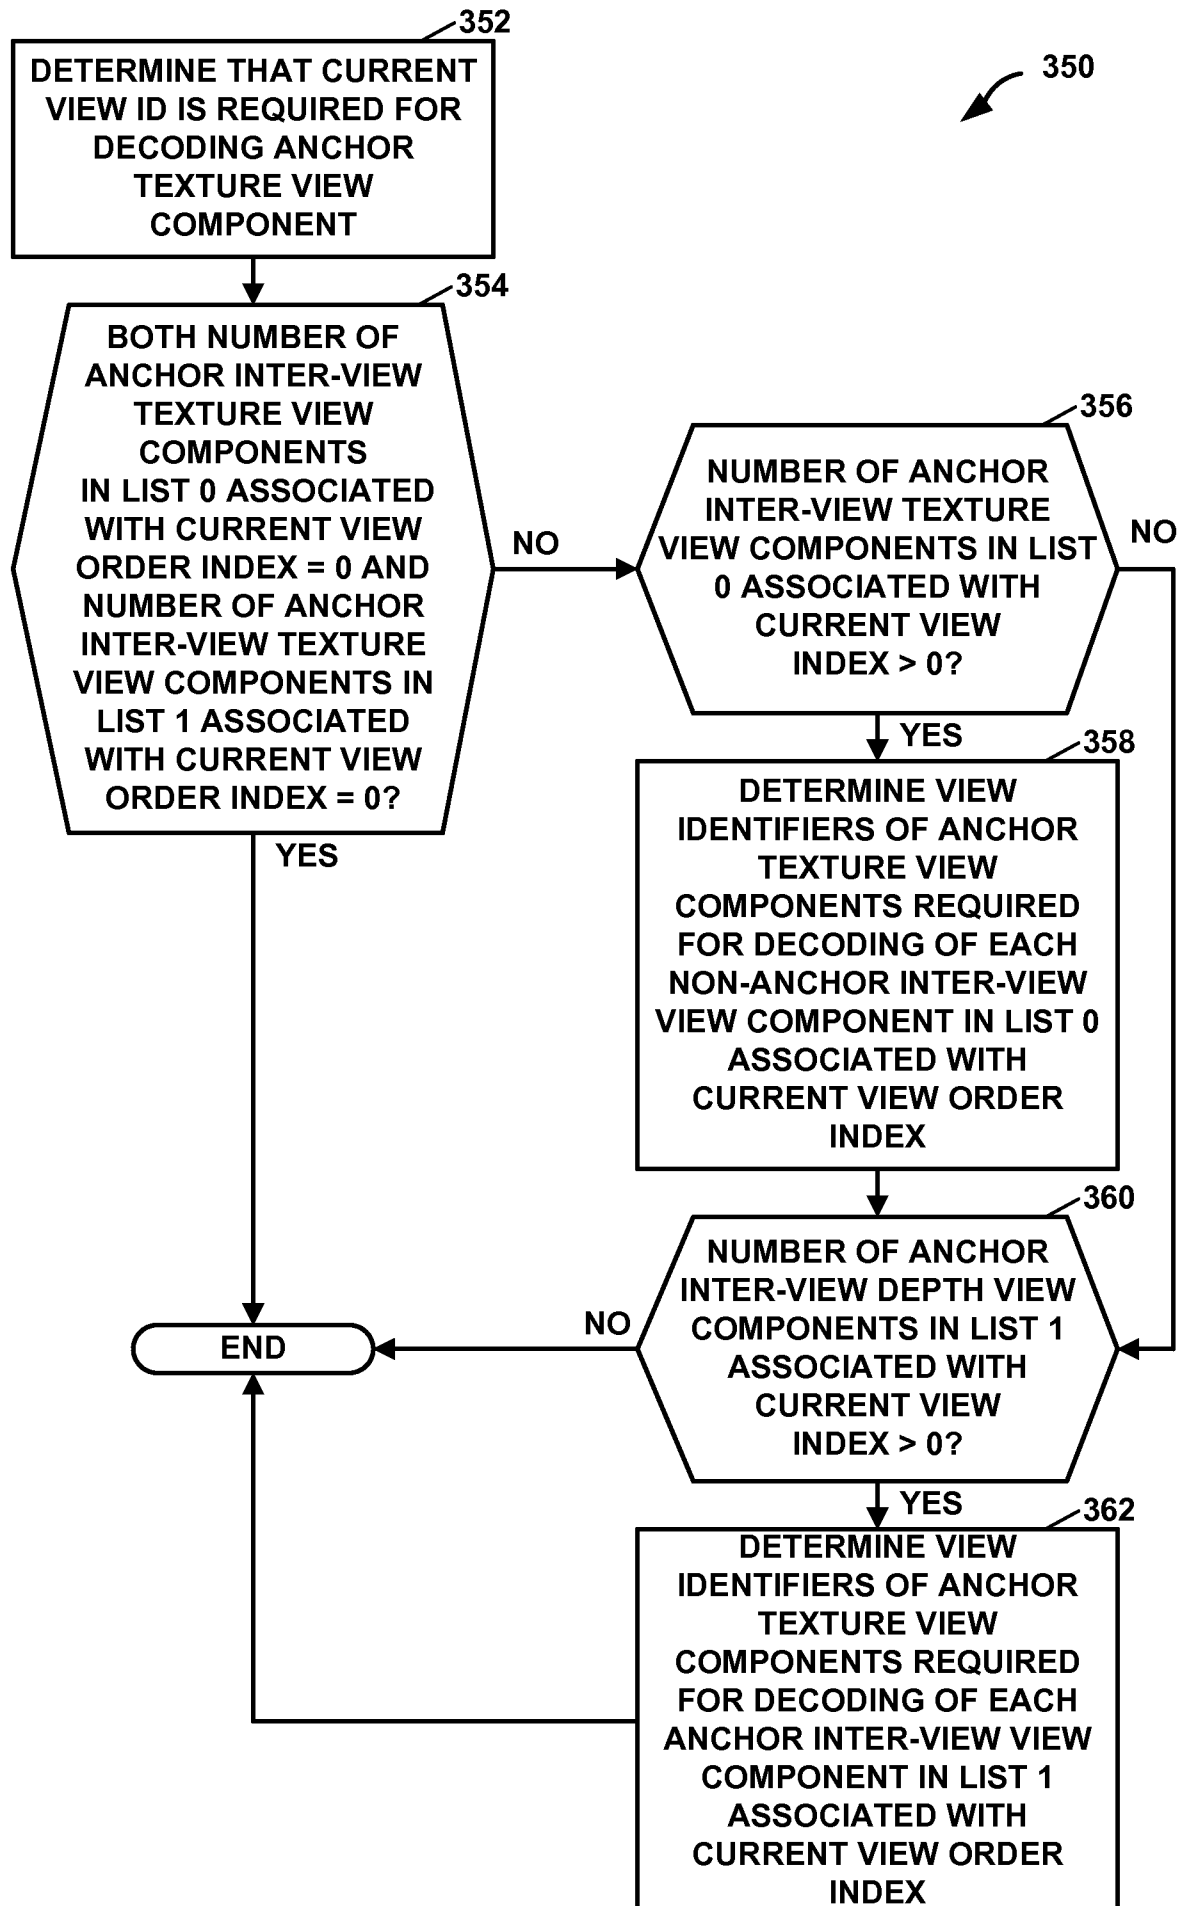 352
DETERMINE THAT CURRENT
VIEW ID IS REQUIRED FOR
DECODING ANCHOR
TEXTURE VIEW
COMPONENT
350
354
BOTH NUMBER OF
ANCHOR INTER-VIEW
TEXTURE VIEW
COMPONENTS
IN LIST 0 ASSOCIATED
WITH CURRENT VIEW
ORDER INDEX = 0 AND
NUMBER OF ANCHOR
INTER-VIEW TEXTURE
VIEW COMPONENTS IN
LIST 1 ASSOCIATED
WITH CURRENT VIEW
ORDER INDEX = 0?
NO
YES
356
NUMBER OF ANCHOR
INTER-VIEW TEXTURE
VIEW COMPONENTS IN LIST
0 ASSOCIATED WITH
CURRENT VIEW
INDEX > 0?
NO
YES
358
DETERMINE VIEW
IDENTIFIERS OF ANCHOR
TEXTURE VIEW
COMPONENTS REQUIRED
FOR DECODING OF EACH
NON-ANCHOR INTER-VIEW
VIEW COMPONENT IN LIST 0
ASSOCIATED WITH
CURRENT VIEW ORDER
INDEX
360
NUMBER OF ANCHOR
INTER-VIEW DEPTH VIEW
COMPONENTS IN LIST 1
ASSOCIATED WITH
CURRENT VIEW
INDEX > 0?
NO
END
YES
362
DETERMINE VIEW
IDENTIFIERS OF ANCHOR
TEXTURE VIEW
COMPONENTS REQUIRED
FOR DECODING OF EACH
ANCHOR INTER-VIEW VIEW
COMPONENT IN LIST 1
ASSOCIATED WITH
CURRENT VIEW ORDER
INDEX